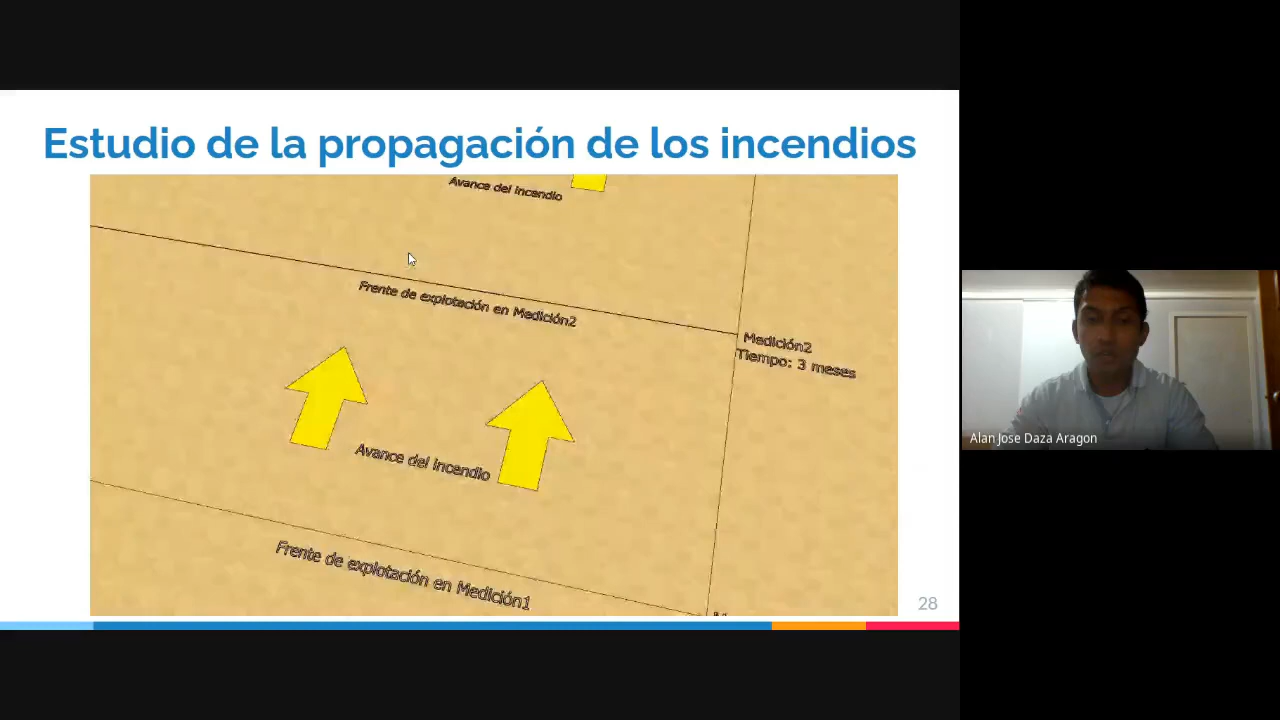 Estudio de la propagación de los incendios
Avance del incendio
Frente de explotación en Medición2
Medición2
Tiempo: 3 meses
Avance del incendio
Frente de explotación en Medición1
28
Alan Jose Daza Aragon